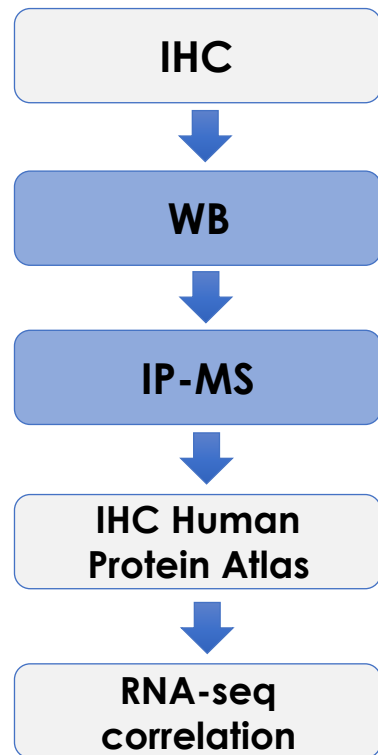 IHC
WB
IP-MS
IHC Human
Protein Atlas
RNA-seq
correlation